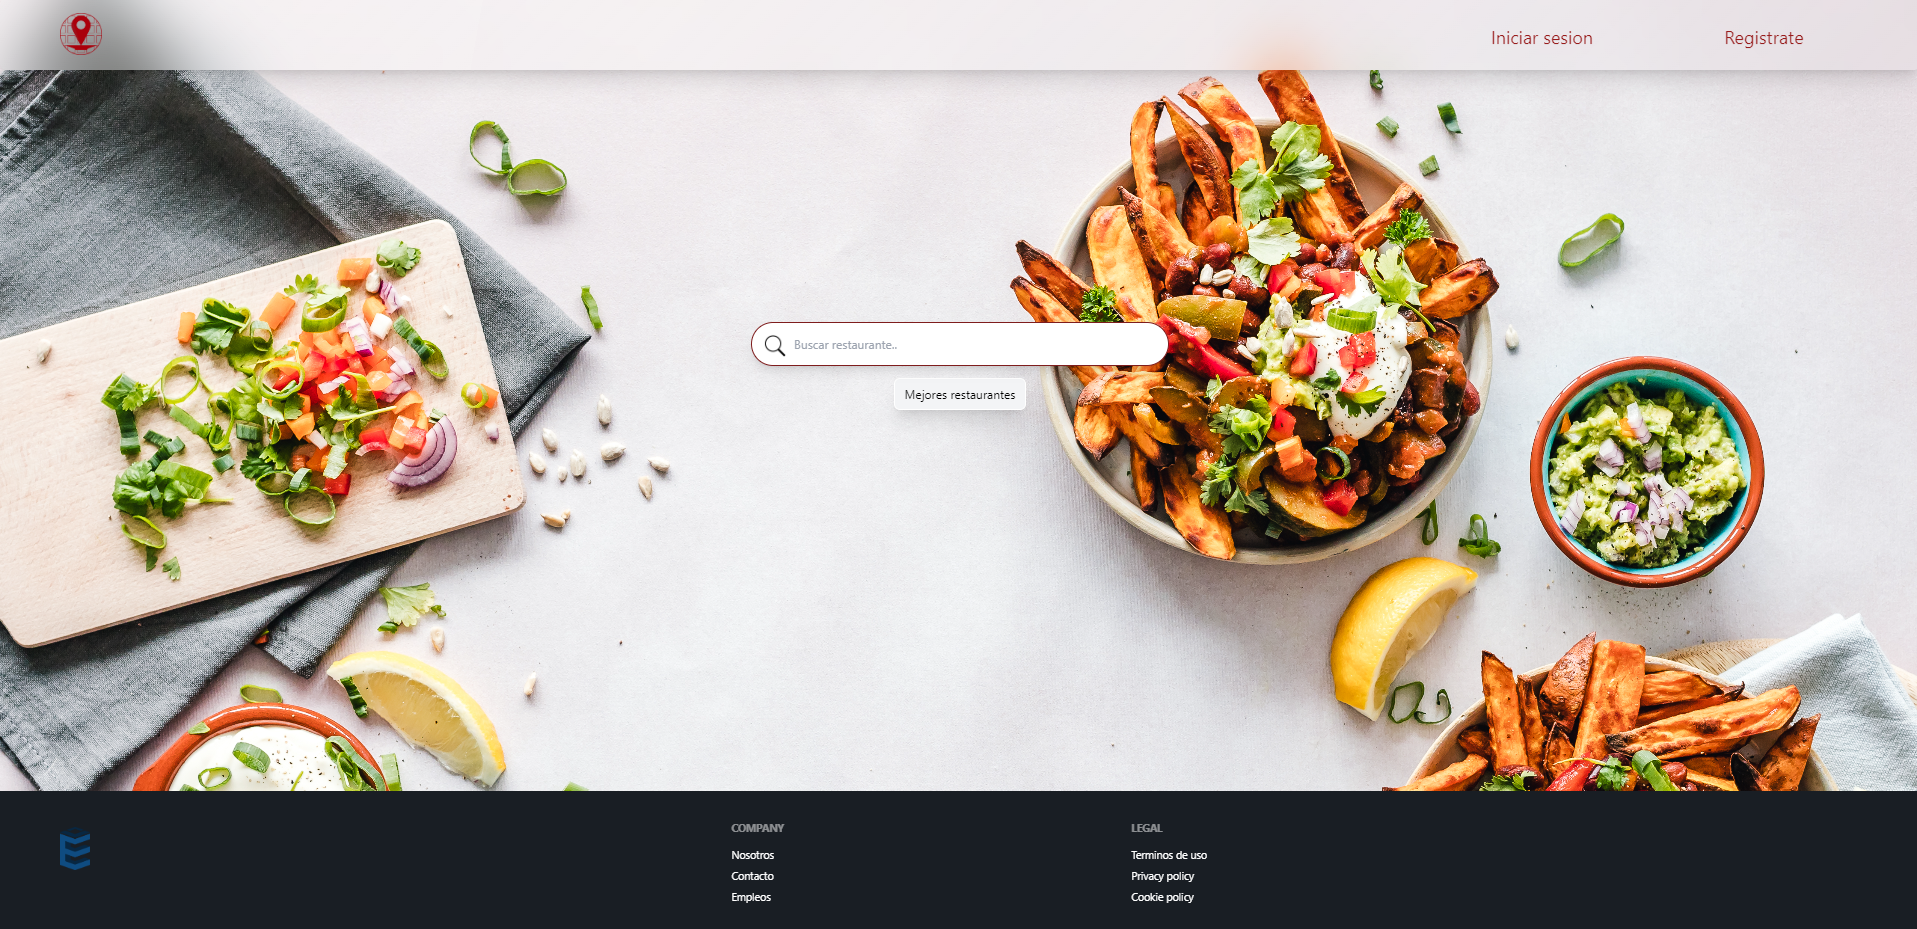 Iniciar sesion
Registrate
Buscar restaurante..
Mejores restaurantes
COMPANY
Nosotros
Contacto
Empleos
LEGAL
Terminos de uso
Privacy policy
Cookie policy